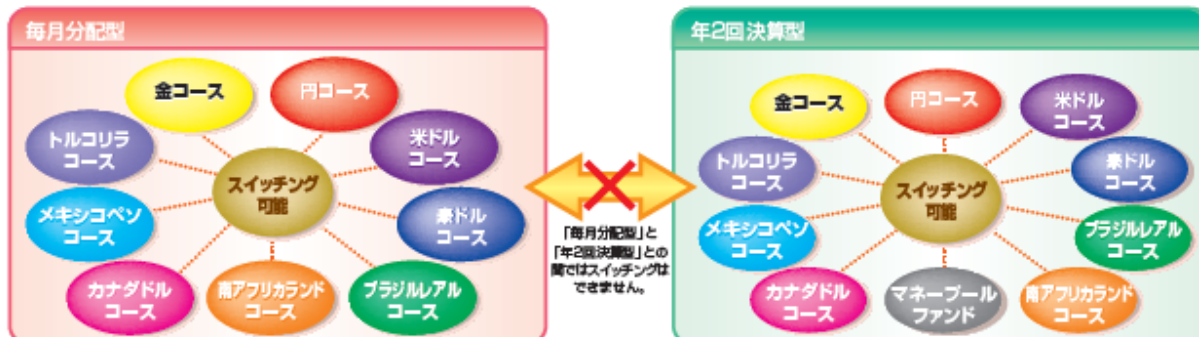 毎月分配型
金コース
円コース
トルコリラ
コース
米ドル
コース
スイッチング
可能
メキシコペソ
コース
豪ドル
コース
カナダドル
コース
南アフリカランド
コース
ブラジルレアル
コース
「毎月分配型」と
「年2回決算型」との
間ではスイッチングは
できません。
年2回決算型
金コース
円コース
米ドル
コース
トルコリラ
コース
豪ドル
コース
スイッチング
可能
メキシコペソ
コース
ブラジルレアル
コース
カナダドル
コース
マネープール
ファンド
南アフリカランド
コース